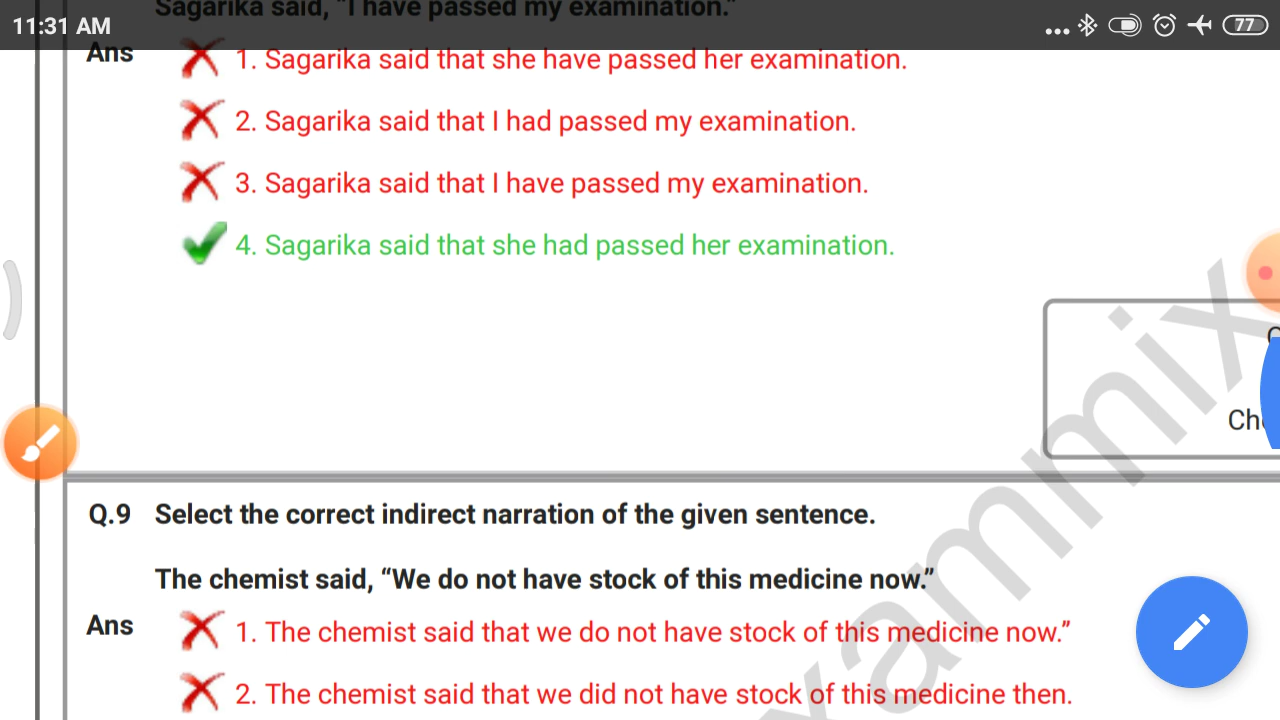 Sagarika said, "I have passed my examination."
11:31 AM
77
Ans
1. Sagarika said that she have passed her examination.
2. Sagarika said that I had passed my examination.
3. Sagarika said that I have passed my examination.
4. Sagarika said that she had passed her examination.
Q.9 Select the correct indirect narration of the given sentence.
The chemist said, “We do not have stock of this medicine now.”
Ans
1. The chemist said that we do not have stock of this medicine now.”
2. The chemist said that we did not have stock of this medicine then.